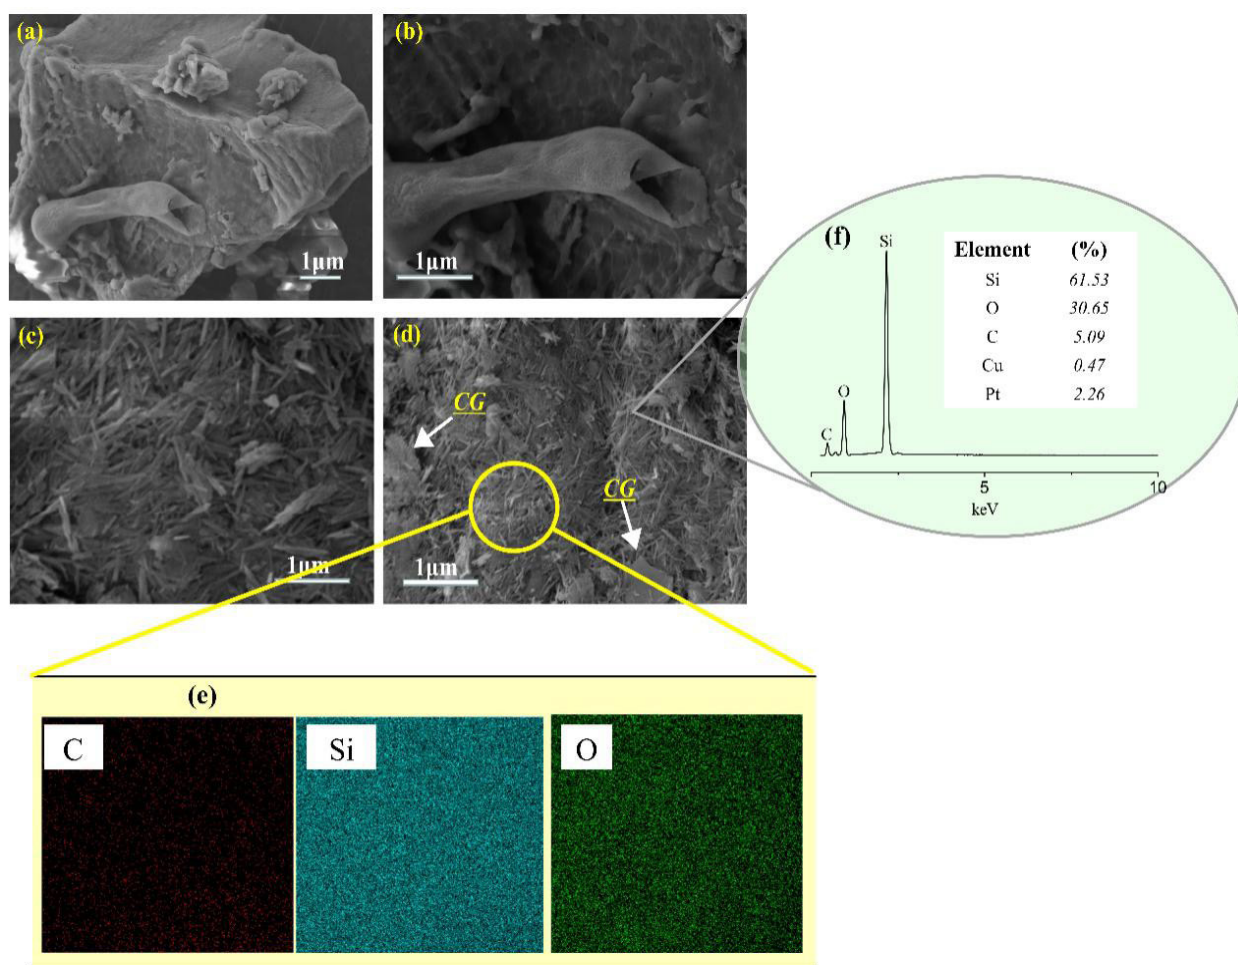 (a)
1μm
(b)
1μm
(c)
1μm
(d)
CG
CG
1μm
(f)
Si
O
C
5
10
keV
Element (%)
Si 61.53
O 30.65
C 5.09
Cu 0.47
Pt 2.26
(e)
C
Si
O